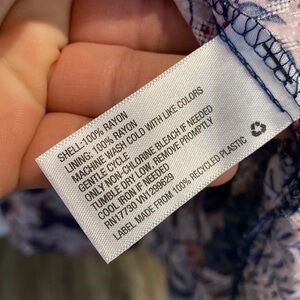 SHELL-100% RAYON
LINING: 100% RAYON
MACHINE WASH COLD WITH LIKE COLORS
GENTLE CYCLE
ONLY NON-CHLORINE BLEACH IF NEEDED
TUMBLE DRY LOW, REMOVE PROMPTLY
COOL IRON IF NEEDED
RN17730 VN1299629
LABEL MADE FROM 100% RECYCLED PLASTIC